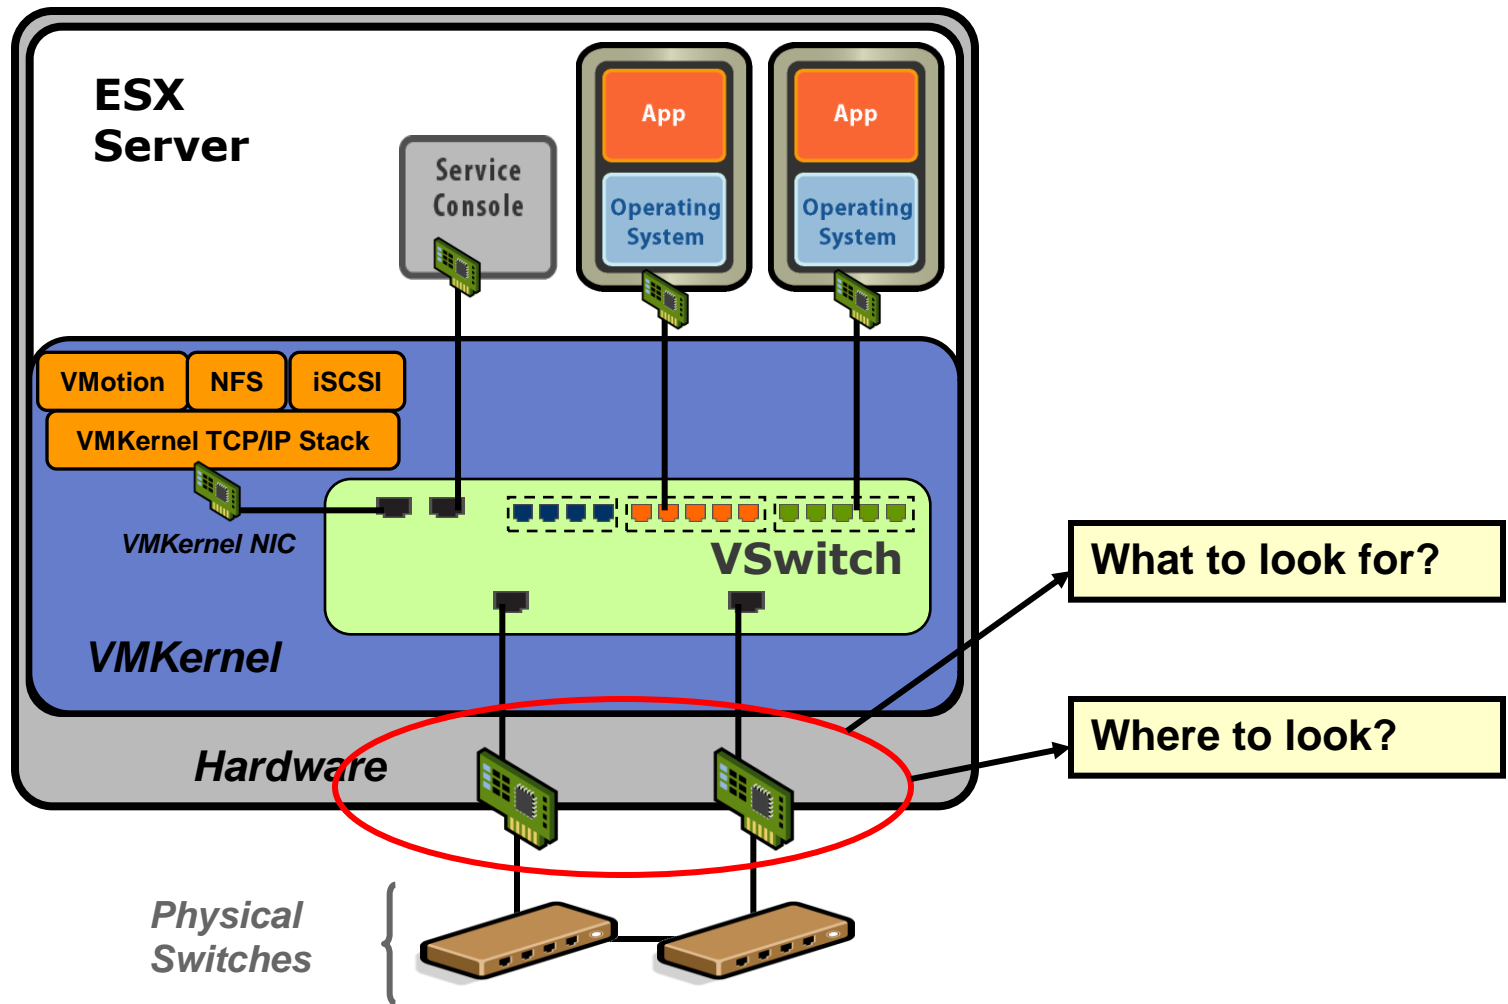 ESX
Server
App
App
Service
Console
Operating
System
Operating
System
VMotion
NFS
iSCSI
VMKernel TCP/IP Stack
VMKernel NIC
VSwitch
What to look for?
VMKernel
Where to look?
Hardware
Physical
Switches